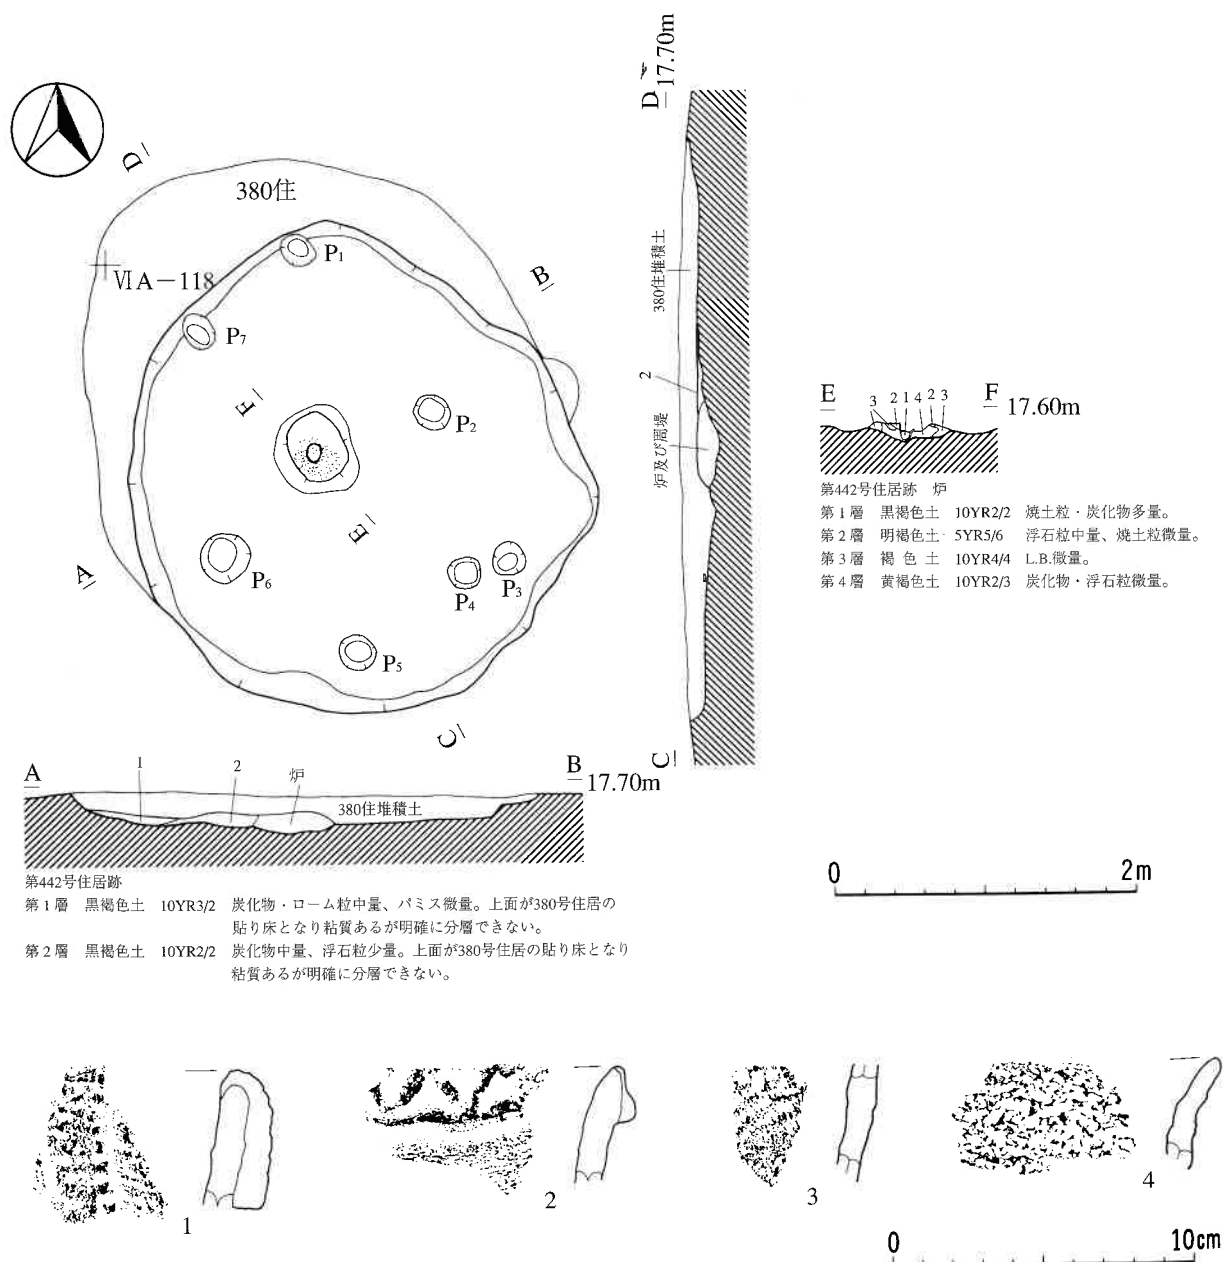 D
380住
P1
ⅥA－118
B
P7
F
P2
E
A
P6
P4
P3
P5
C
D
17.70m
380住堆積土
2
炉及び周堤
C
E
3 2 1 4 2 3
F
17.60m
第442号住居跡 炉
第1層 黒褐色土 10YR2/2 焼土粒・炭化物多量。
第2層 明褐色土 5YR5/6 浮石粒中量、焼土粒微量。
第3層 褐色土 10YR4/4 L.B.微量。
第4層 黄褐色土 10YR2/3 炭化物・浮石粒微量。
A
1
2
炉
B
17.70m
380住堆積土
第442号住居跡
第1層 黒褐色土 10YR3/2 炭化物・ローム粒中量、パミス微量。上面が380号住居の
貼り床となり粘質あるが明確に分層できない。
第2層 黒褐色土 10YR2/2 炭化物中量、浮石粒少量。上面が380号住居の貼り床となり
粘質あるが明確に分層できない。
0 2m
1
2
3
4
0 10cm